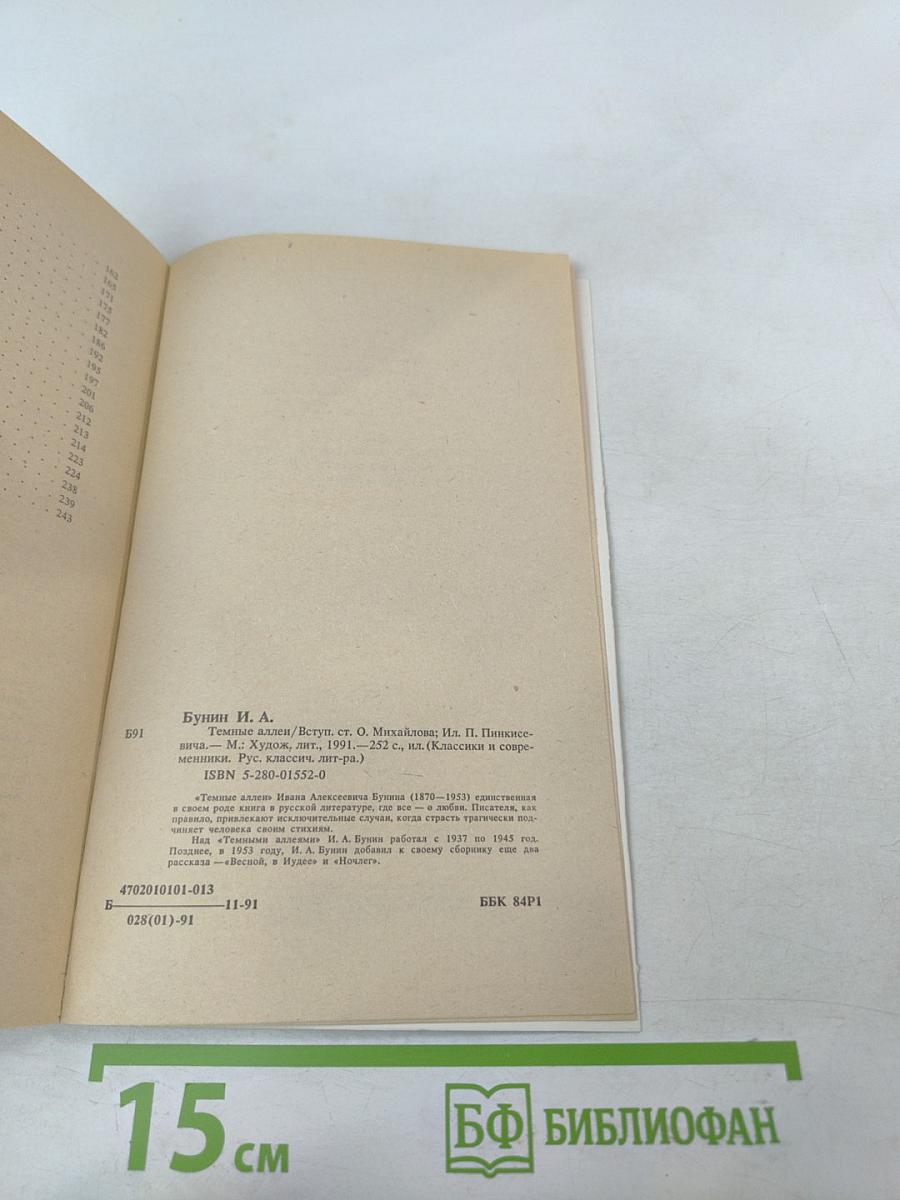 162
165
171
173
177
182
186
192
195
197
201
206
212
213
214
223
224
238
239
243
Бунин И. А.
Б91
Темные аллеи/Вступ. ст. О. Михайлова; Ил. П. Пинкисе-
вича.— М.: Худож. лит., 1991.—252 с., ил.(Классики и совре-
менники. Рус. классич. лит-ра.)
ISBN 5-280-01552-0
«Темные аллеи» Ивана Алексеевича Бунина (1870—1953) единственная
в своем роде книга в русской литературе, где все — о любви. Писателя, как
правило, привлекают исключительные случаи, когда страсть трагически под-
чиняет человека своим стихиям.
Над «Темными аллеями» И. А. Бунин работал с 1937 по 1945 год.
Позднее, в 1953 году, И. А. Бунин добавил к своему сборнику еще два
рассказа —«Весной, в Иудее» и «Ночлег».
4702010101-013
Б————11-91
028(01)-91
ББК 84Р1
15 см
БФ БИБЛИОФАН